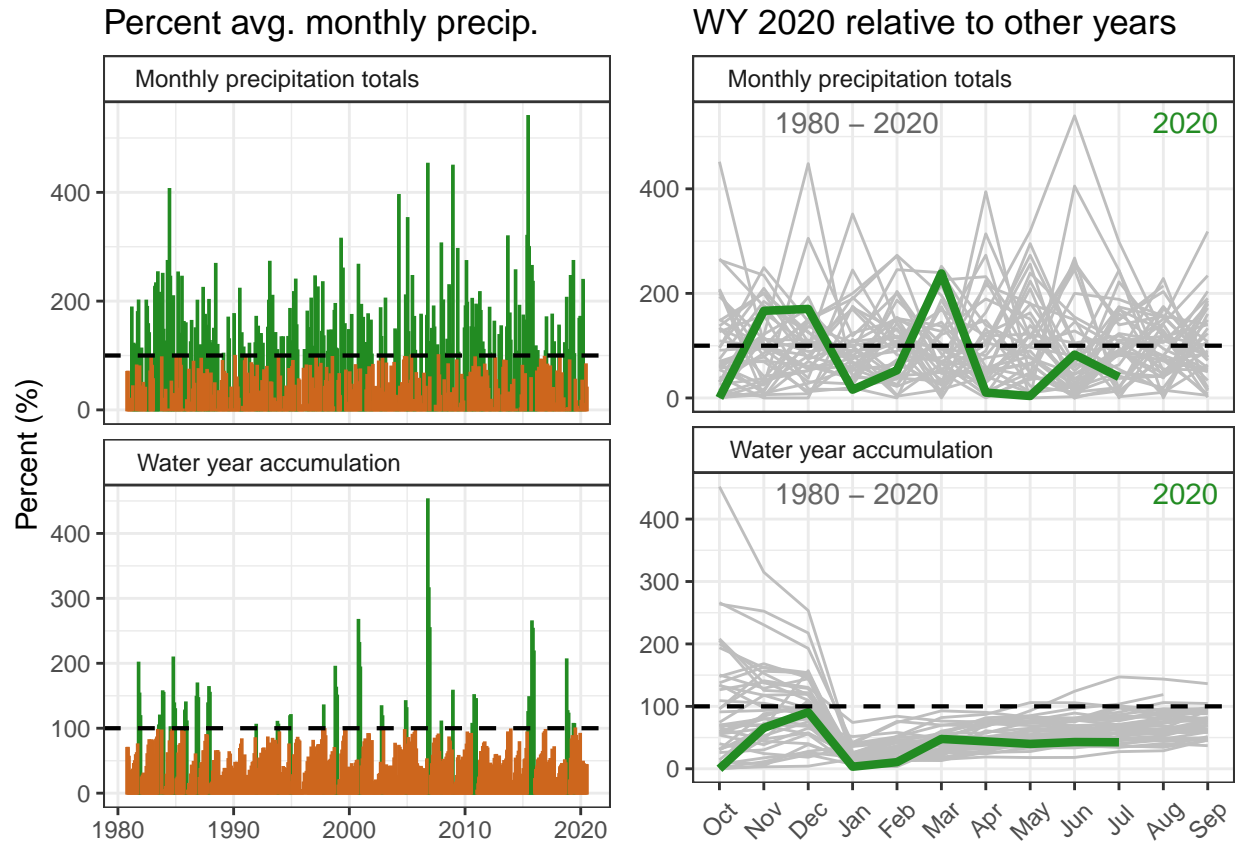 Percent avg. monthly precip.
WY 2020 relative to other years
Monthly precipitation totals
Monthly precipitation totals
1980 – 2020
2020
400
200
0
400
200
0
Percent (%)
Water year accumulation
Water year accumulation
1980 – 2020
2020
400
300
200
100
0
400
300
200
100
0
1980 1990 2000 2010 2020
Oct Nov Dec Jan Feb Mar Apr May Jun Jul Aug Sep